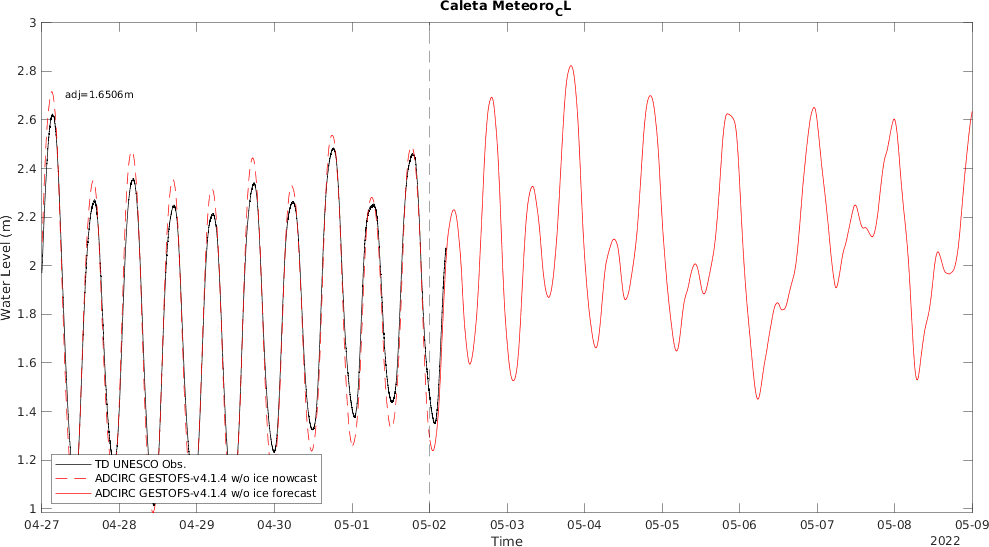 Caleta Meteoro_CL
3
2.8
2.6
2.4
2.2
2
1.8
1.6
1.4
1.2
1
Water Level (m)
adj=1.6506m
TD UNESCO Obs.
ADCIRC GESTOFS-v4.1.4 w/o ice nowcast
ADCIRC GESTOFS-v4.1.4 w/o ice forecast
04-27 04-28 04-29 04-30 05-01 05-02 05-03 05-04 05-05 05-06 05-07 05-08 05-09
Time
2022